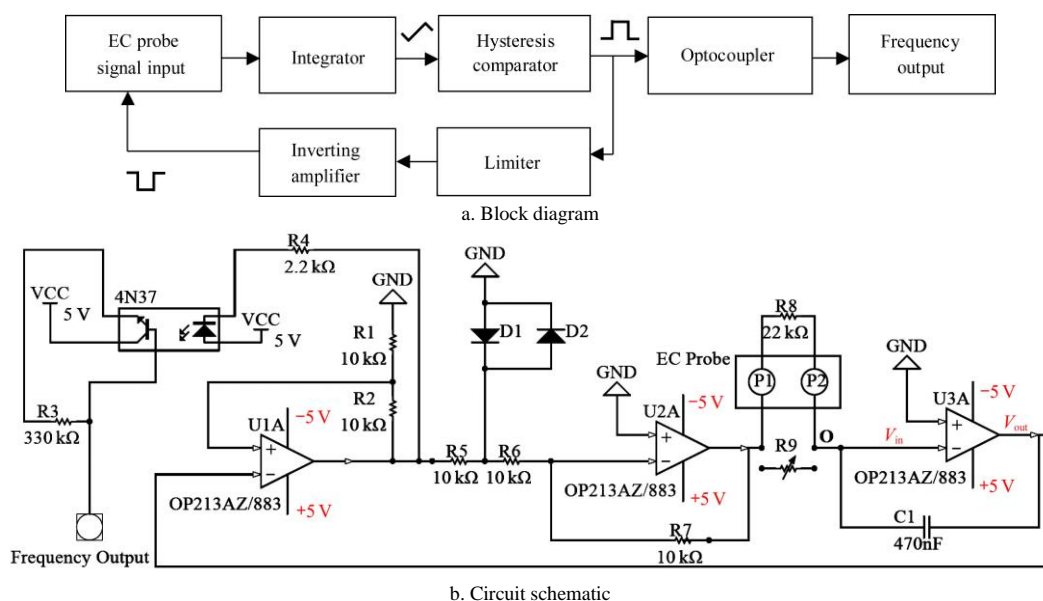 EC probe
signal input
Integrator
Hysteresis
comparator
Optocoupler
Frequency
output
Inverting
amplifier
Limiter
a. Block diagram
R4
2.2 kΩ
GND
GND
VCC
5 V
4N37
VCC
5 V
R1
10 kΩ
D1
D2
R8
22 kΩ
EC Probe
P1
P2
GND
GND
−5 V
U3A
R3
330 kΩ
R2
10 kΩ
U1A
−5 V
U2A
−5 V
O
Vin
Vout
+
−
R5
10 kΩ
R6
10 kΩ
+
−
R9
+
−
OP213AZ/883
+5 V
OP213AZ/883
+5 V
OP213AZ/883
+5 V
R7
10 kΩ
C1
470nF
Frequency Output
b. Circuit schematic